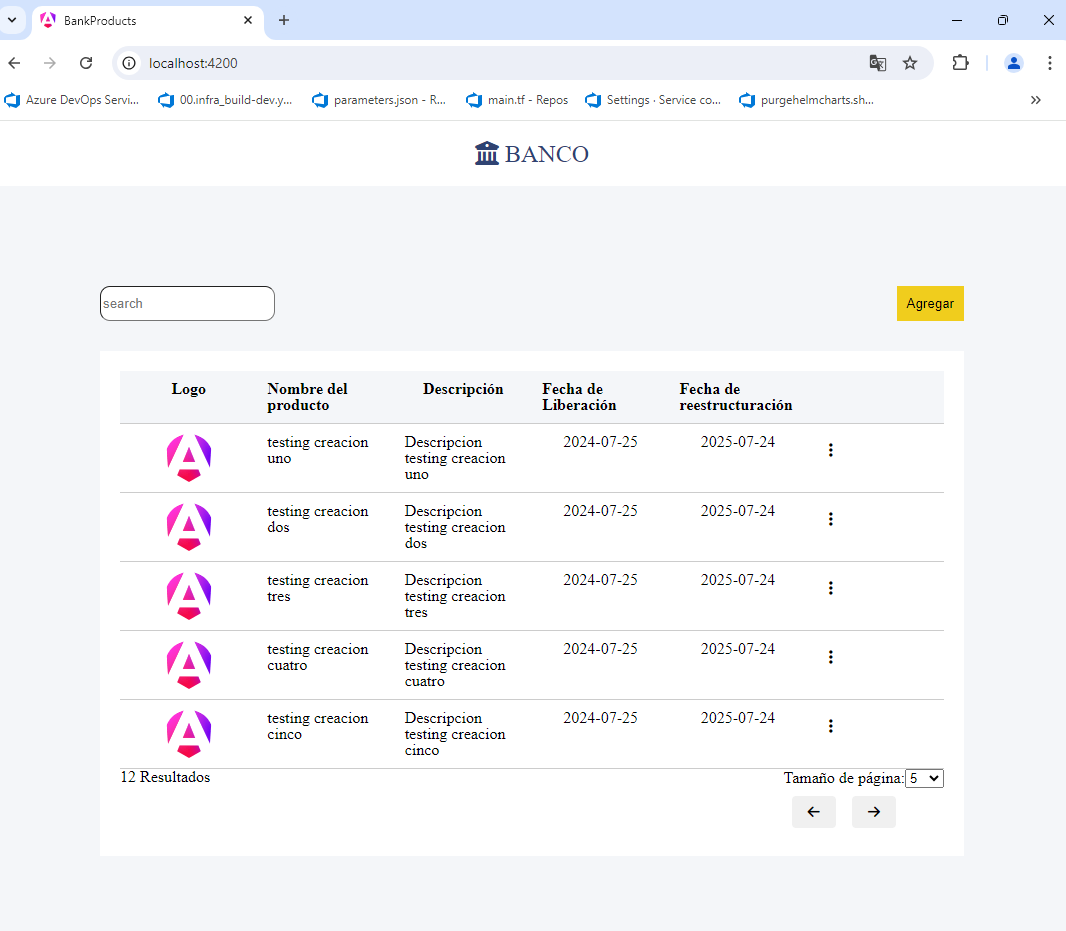 BankProducts
localhost:4200
Azure DevOps Servi...
00.infra_build-dev.y...
parameters.json - R...
main.tf - Repos
Settings · Service co...
purgehelmcharts.sh...
BANCO
search
Agregar
Logo
Nombre del
producto
Descripción
Fecha de
Liberación
Fecha de
reestructuración
testing creacion
uno
Descripcion
testing creacion
uno
2024-07-25
2025-07-24
testing creacion
dos
Descripcion
testing creacion
dos
2024-07-25
2025-07-24
testing creacion
tres
Descripcion
testing creacion
tres
2024-07-25
2025-07-24
testing creacion
cuatro
Descripcion
testing creacion
cuatro
2024-07-25
2025-07-24
testing creacion
cinco
Descripcion
testing creacion
cinco
2024-07-25
2025-07-24
12 Resultados
Tamaño de página: 5